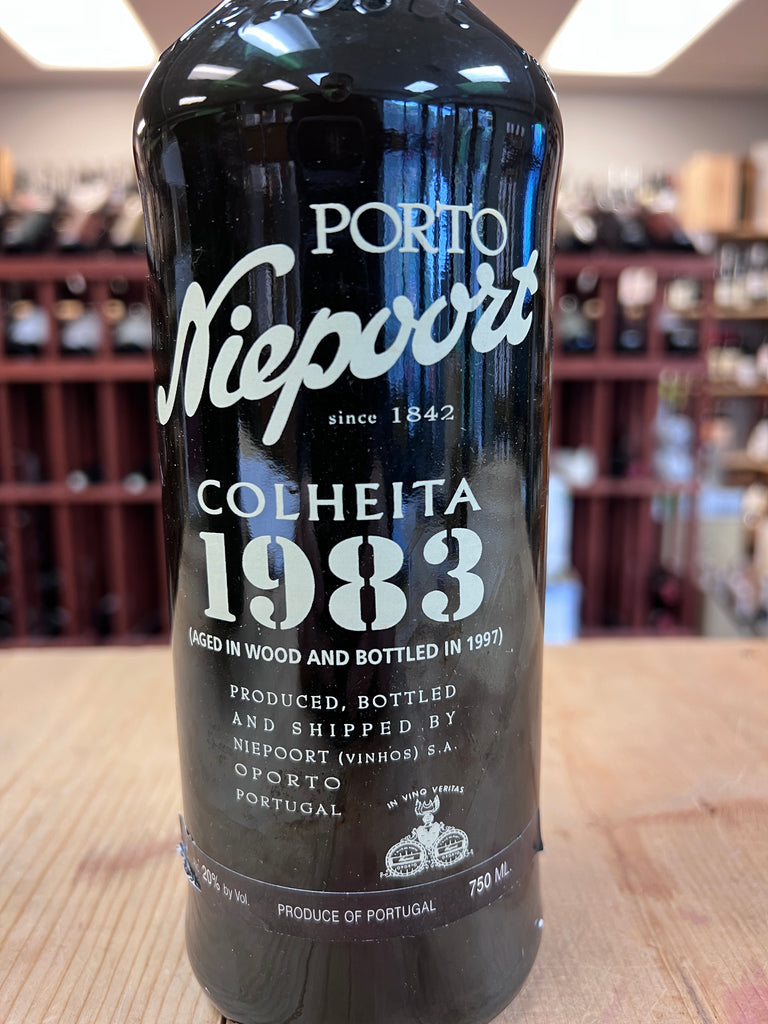 PORTO
Niepoort
since 1842
COLHEITA
1983
(AGED IN WOOD AND BOTTLED IN 1997)
PRODUCED, BOTTLED
AND SHIPPED BY
NIEPOORT (VINHOS) S.A.
OPORTO
PORTUGAL
IN VINO VERITAS
20% by Vol.
PRODUCE OF PORTUGAL
750 ML.